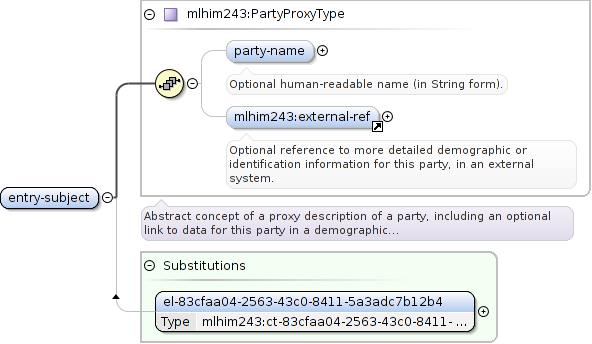 mlhim243:PartyProxyType
party-name
Optional human-readable name (in String form).
mlhim243:external-ref
Optional reference to more detailed demographic or
identification information for this party, in an external
system.
entry-subject
Abstract concept of a proxy description of a party, including an optional
link to data for this party in a demographic...
Substitutions
el-83cfaa04-2563-43c0-8411-5a3adc7b12b4
Type mlhim243:ct-83cfaa04-2563-43c0-8411- ...